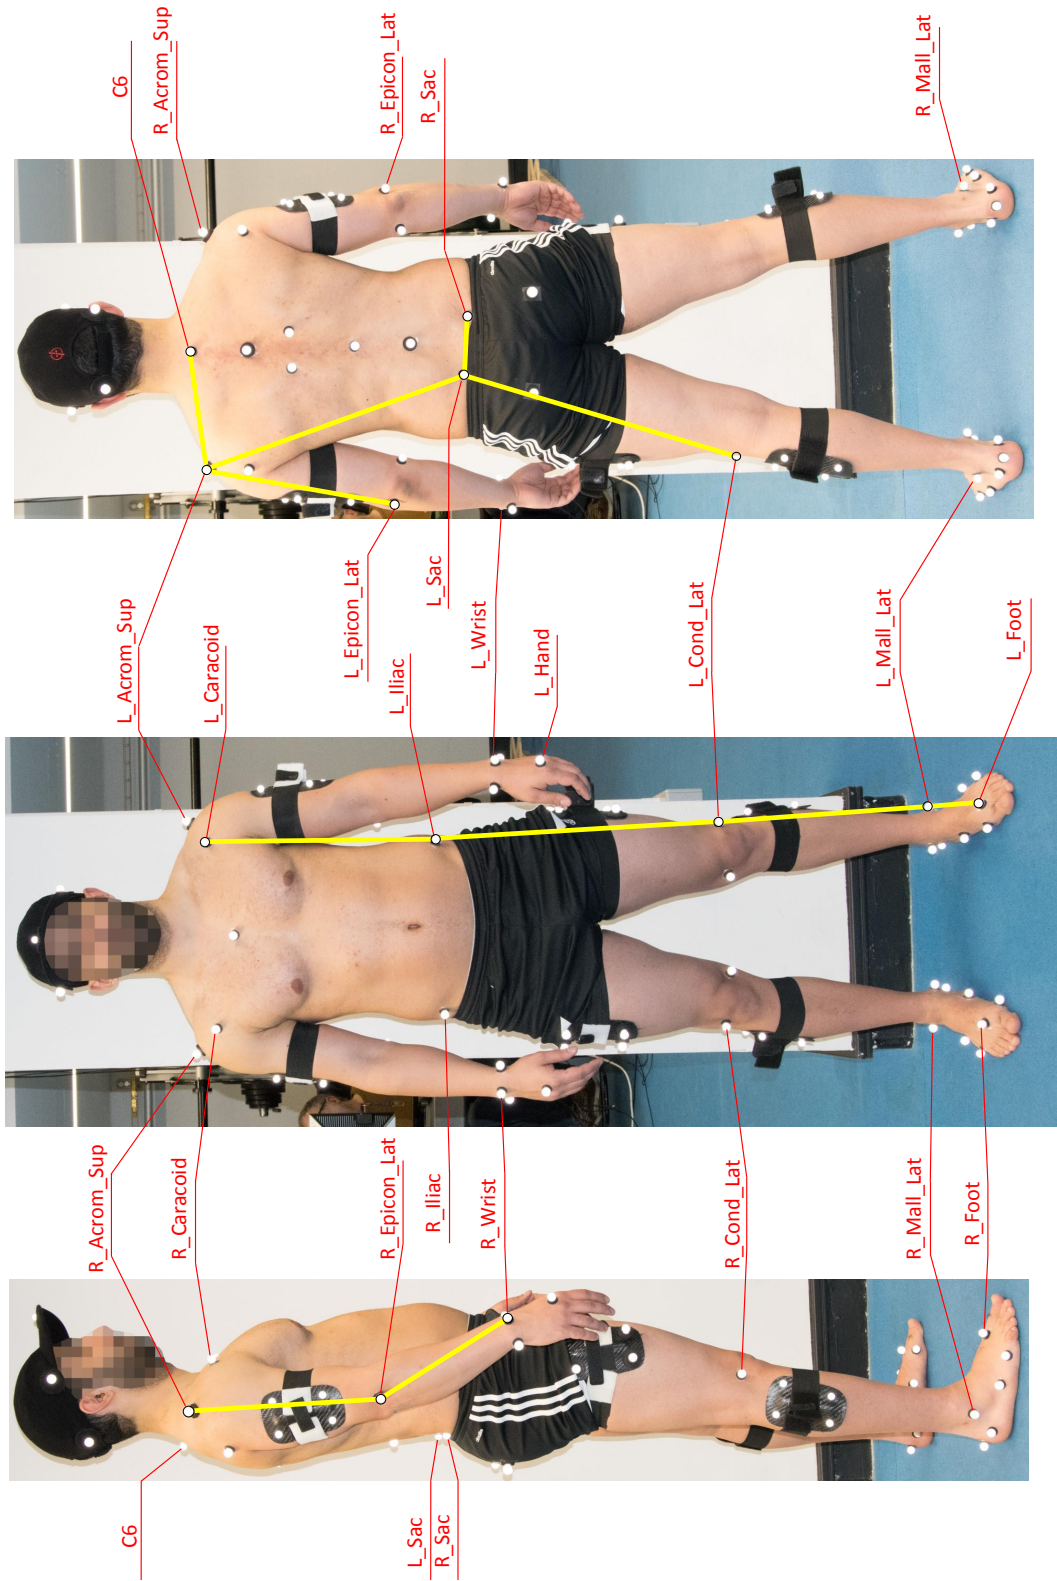 C6
R_Acrom_Sup
R_Epicon_Lat
R_Sac
R_Mall_Lat
L_Acrom_Sup
L_Caracoid
L_Epicon_Lat
L_Iliac
L_Sac
L_Wrist
L_Hand
L_Cond_Lat
L_Mall_Lat
L_Foot
R_Acrom_Sup
R_Caracoid
R_Epicon_Lat
R_Iliac
R_Wrist
R_Cond_Lat
R_Mall_Lat
R_Foot
C6
L_Sac
R_Sac